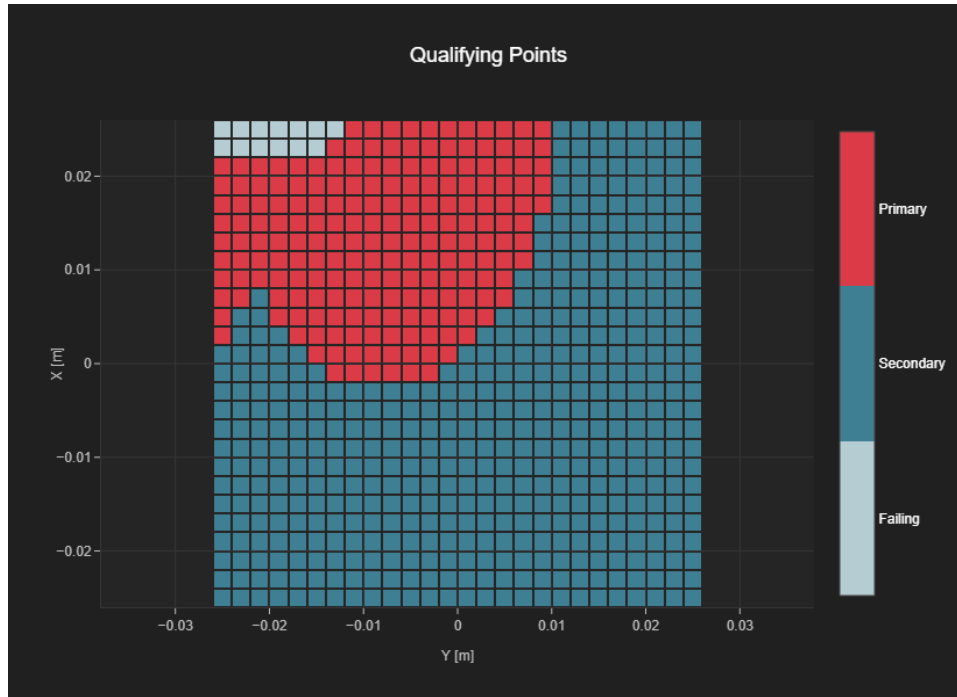 Qualifying Points
0.02
0.01
0
−0.01
−0.02
X [m]
−0.03
−0.02
−0.01
0
0.01
0.02
0.03
Y [m]
Primary
Secondary
Failing